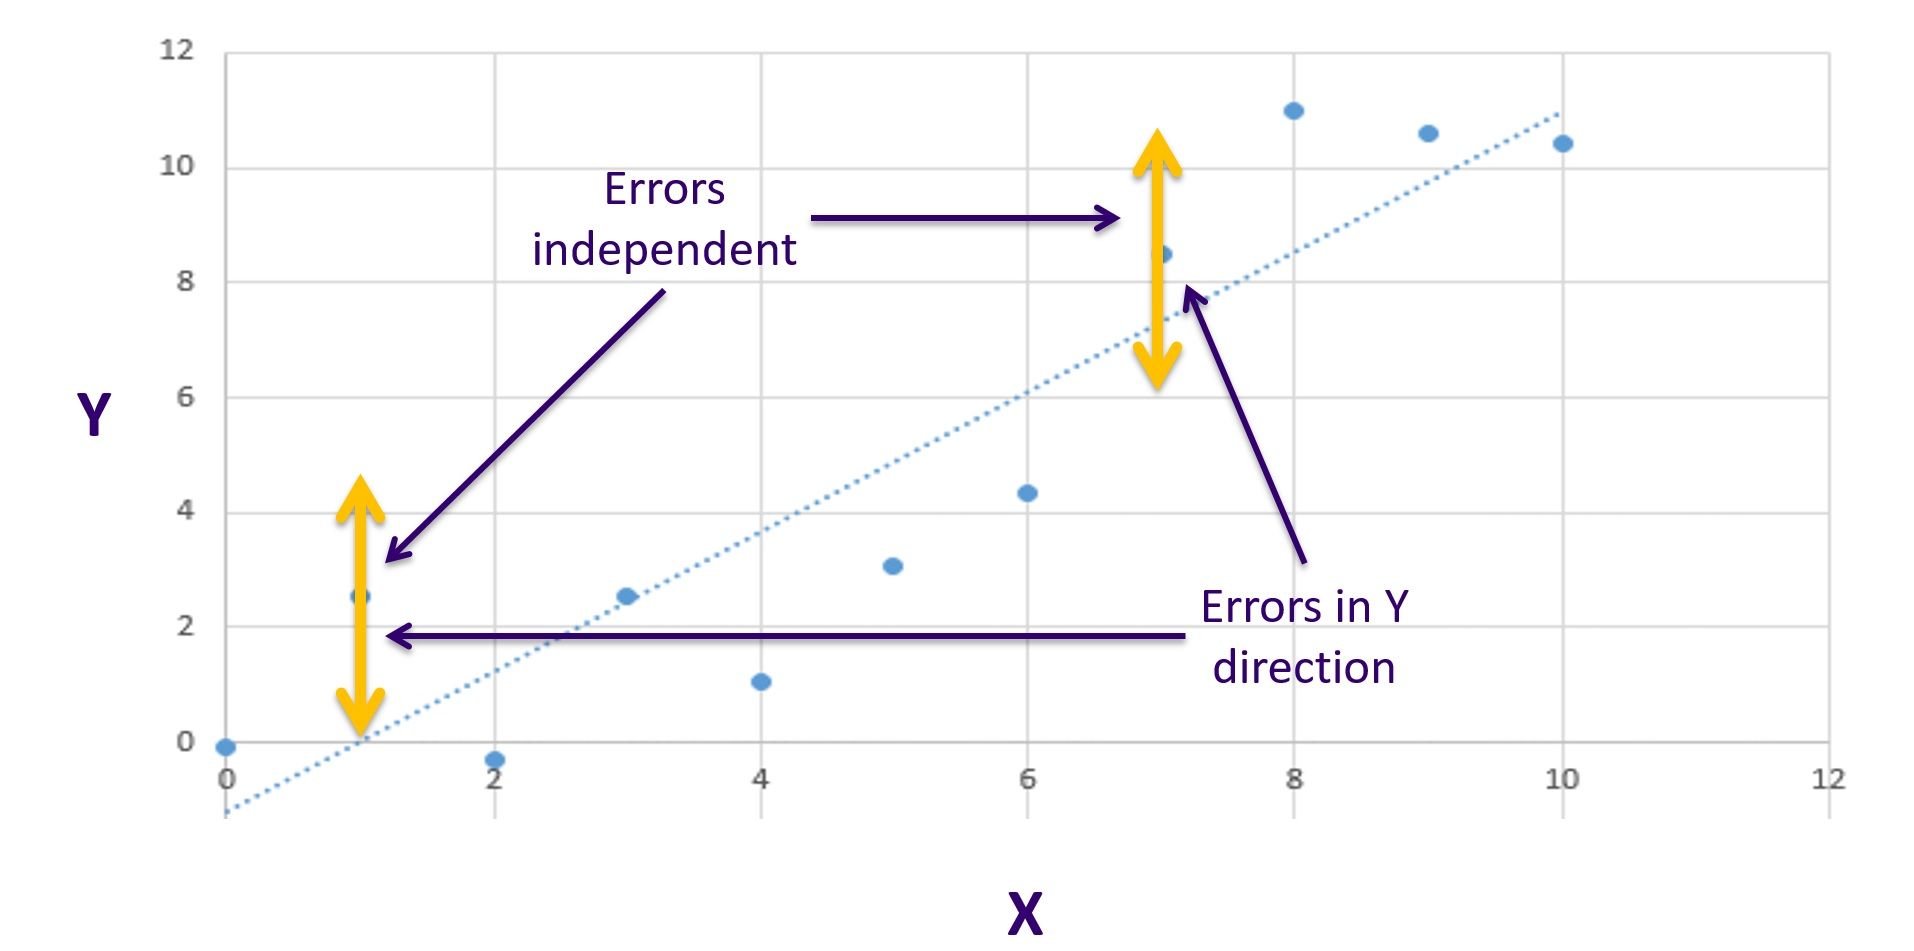 12
10
Errors
independent
8
6
Y
4
Errors in Y
2
direction
0
0 2 4 6 8 10 12
X